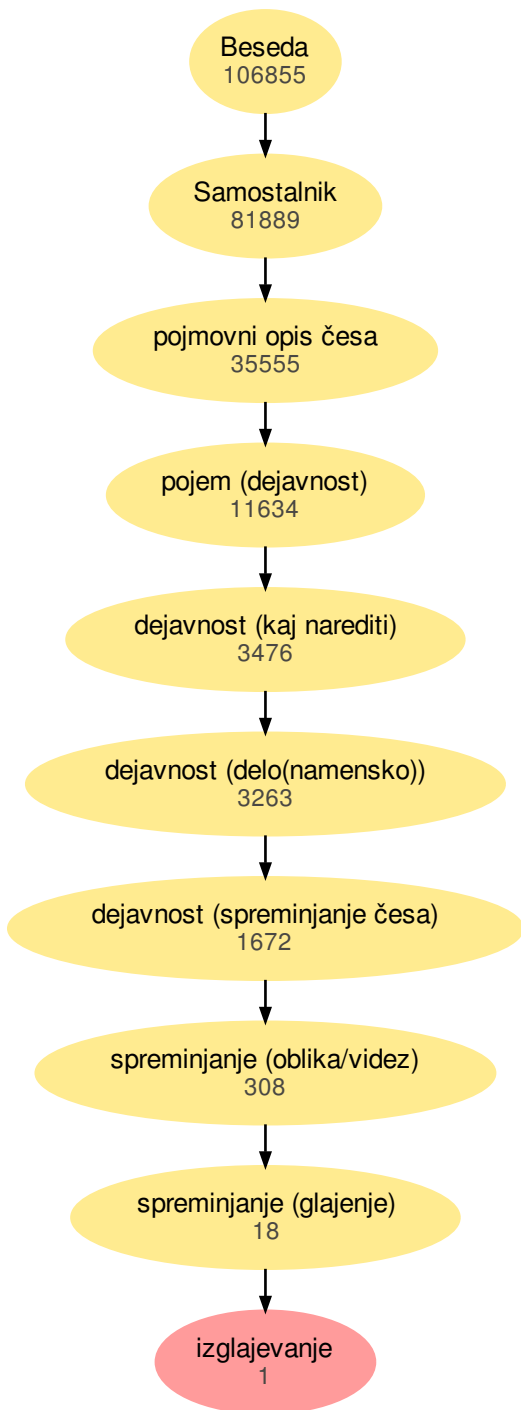 Beseda
106855
Samostalnik
81889
pojmovni opis česa
35555
pojem (dejavnost)
11634
dejavnost (kaj narediti)
3476
dejavnost (delo(namensko))
3263
dejavnost (spreminjanje česa)
1672
spreminjanje (oblika/videz)
308
spreminjanje (glajenje)
18
izglajevanje
1